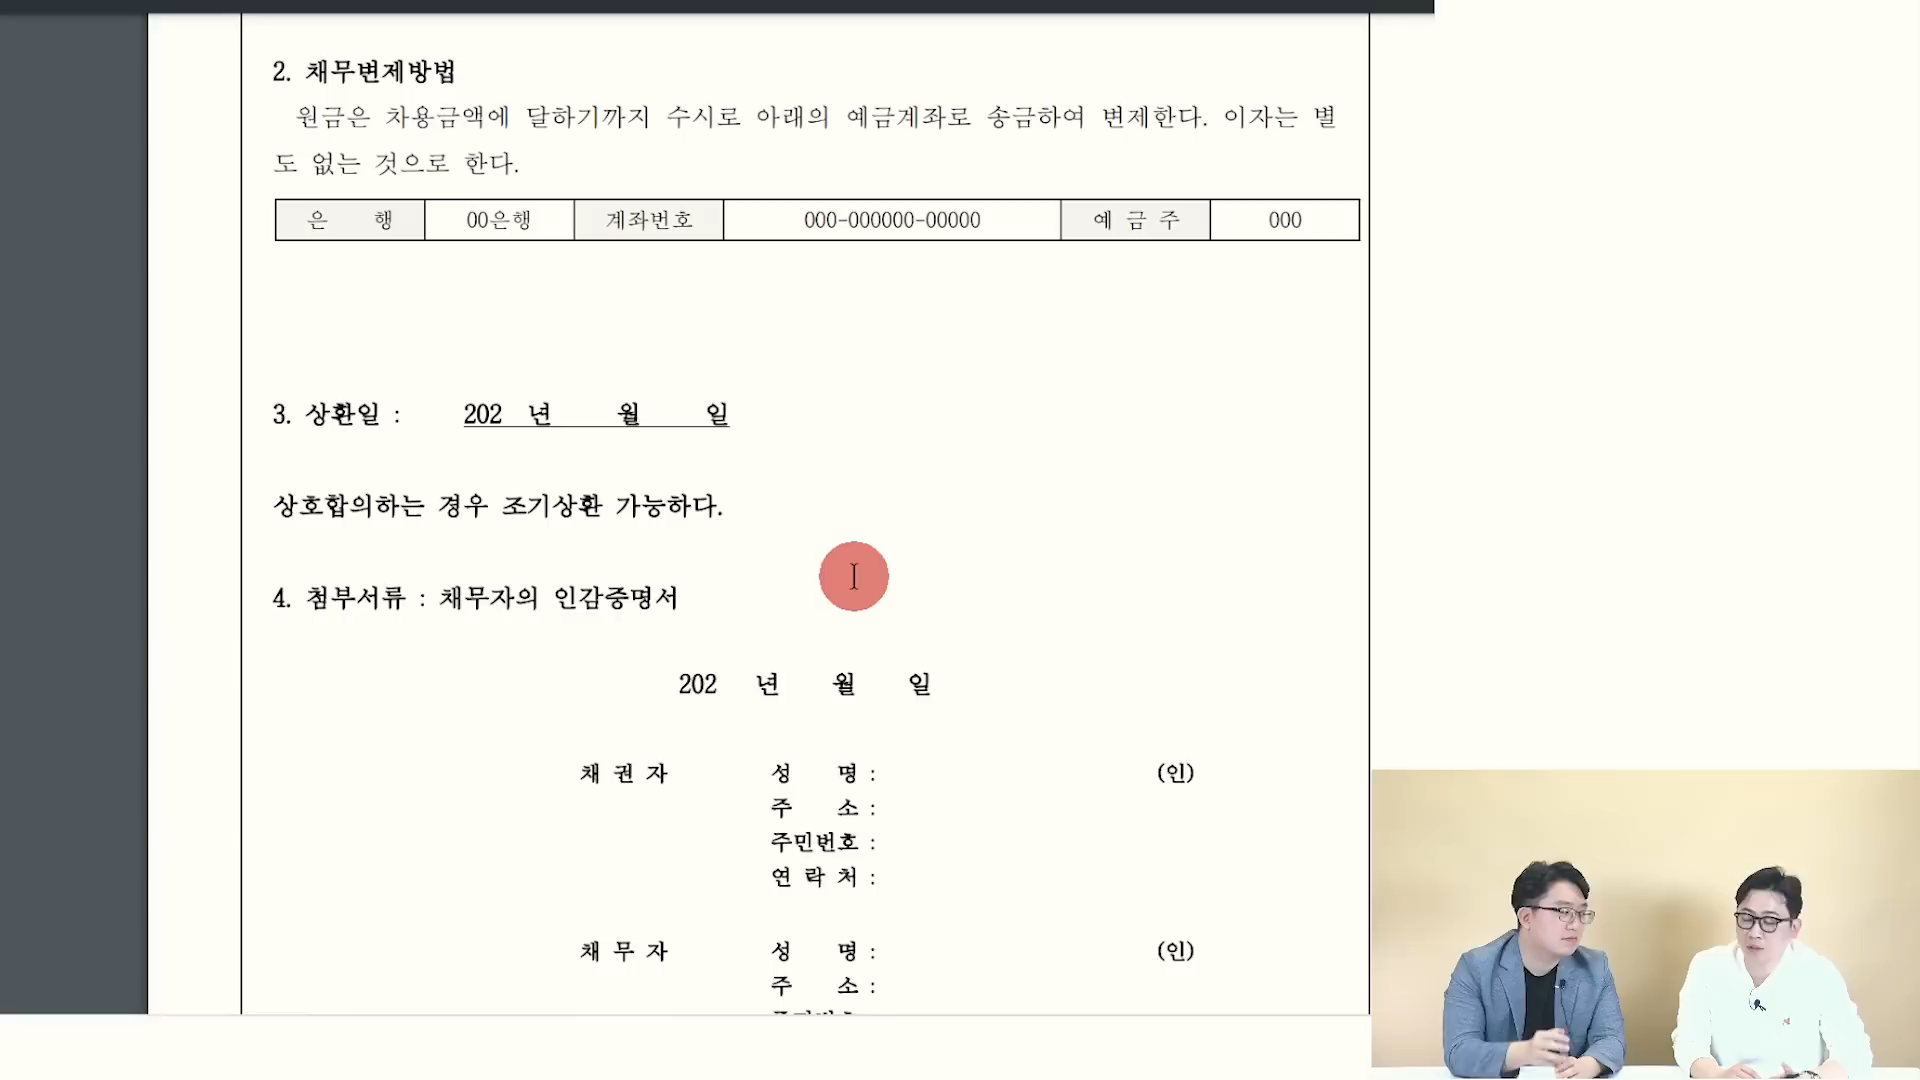 2. 채무변제방법
원금은 차용금액에 달하기까지 수시로 아래의 예금계좌로 송금하여 변제한다. 이자는 별
도 없는 것으로 한다.
은 행 00은행 계좌번호 000-000000-00000 예 금 주 000
3. 상환일 : 202 년 월 일
상호합의하는 경우 조기상환 가능하다.
4. 첨부서류 : 채무자의 인감증명서
202 년 월 일
채 권 자 성 명 : (인)
주 소 :
주민번호 :
연 락 처 :
채 무 자 성 명 : (인)
주 소 :